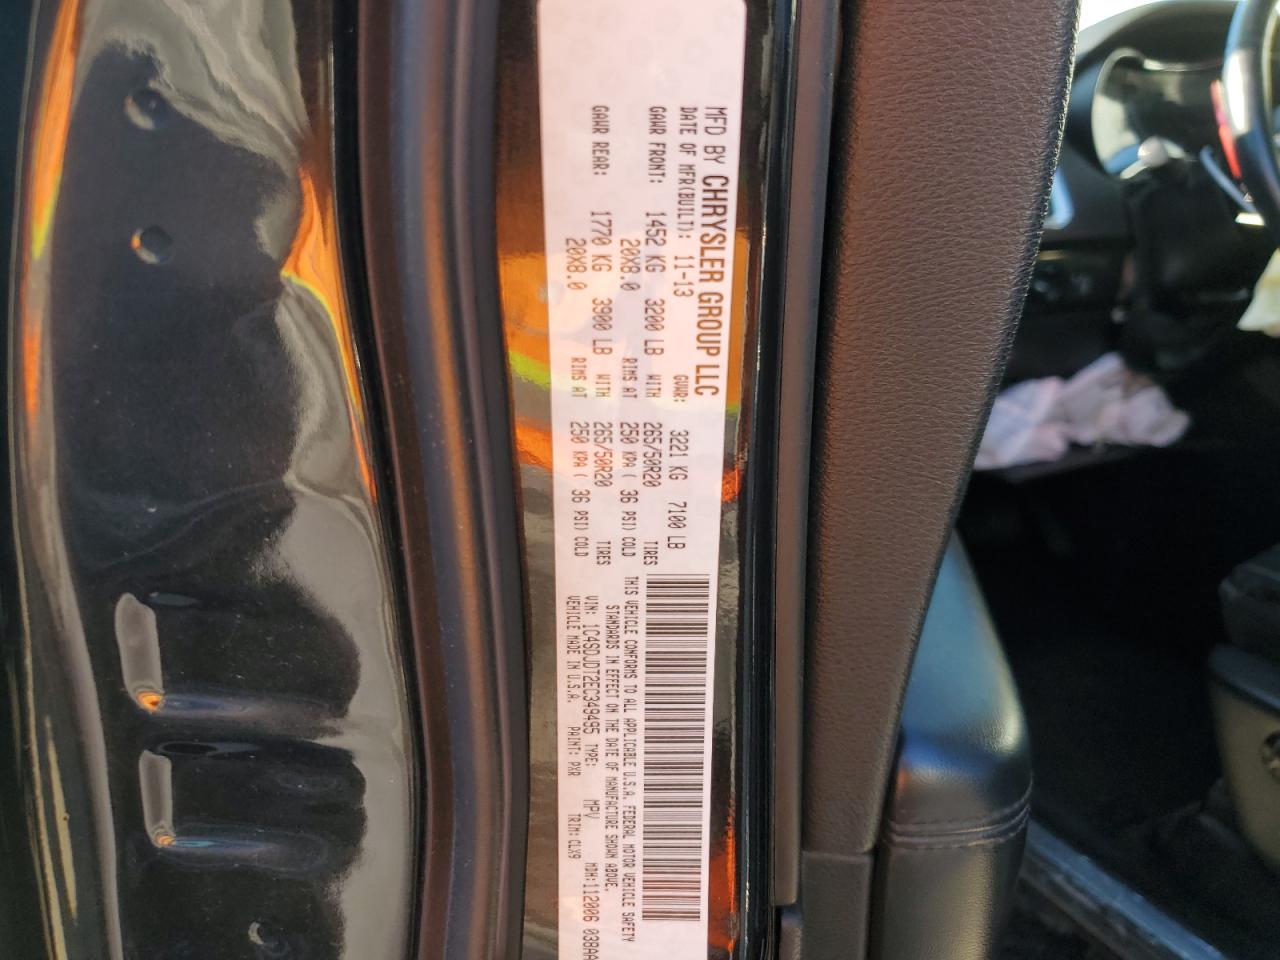 MFD BY CHRYSLER GROUP LLC
DATE OF MFR(BUILT): 11-13 GVWR: 3221 KG 7100 LB
GAWR FRONT: 1452 KG 3200 LB WITH 265/50R20 TIRES
20X8.0 RIMS AT 250 KPA ( 36 PSI) COLD
GAWR REAR: 1770 KG 3900 LB WITH 265/50R20 TIRES
20X8.0 RIMS AT 250 KPA ( 36 PSI) COLD
THIS VEHICLE CONFORMS TO ALL APPLICABLE U.S.A. FEDERAL MOTOR VEHICLE SAFETY
STANDARDS IN EFFECT ON THE DATE OF MANUFACTURE SHOWN ABOVE.
VIN: 1C4SDJDT2EC349495 TYPE: MPV MDH:112006 038AA
VEHICLE MADE IN U.S.A. PAINT: PXR TRIM:CLX9